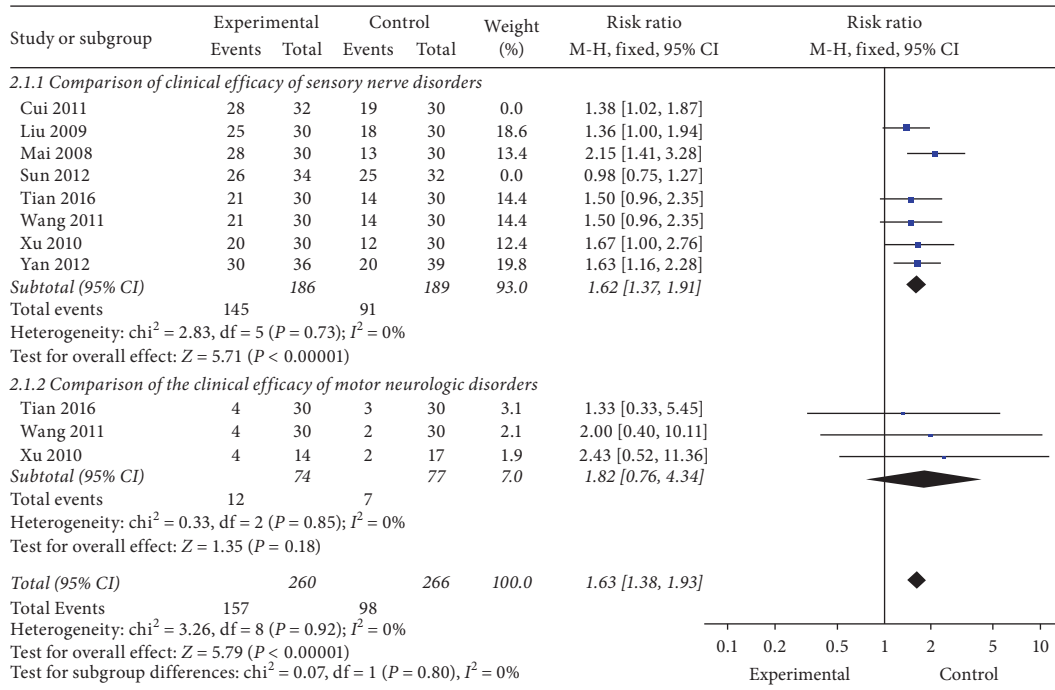 Study or subgroup Experimental Control Weight (%) Risk ratio Risk ratio
Events Total Events Total M-H, fixed, 95% CI M-H, fixed, 95% CI
2.1.1 Comparison of clinical efficacy of sensory nerve disorders
Cui 2011 28 32 19 30 0.0 1.38 [1.02, 1.87]
Liu 2009 25 30 18 30 18.6 1.36 [1.00, 1.94]
Mai 2008 28 30 13 30 13.4 2.15 [1.41, 3.28]
Sun 2012 26 34 25 32 0.0 0.98 [0.75, 1.27]
Tian 2016 21 30 14 30 14.4 1.50 [0.96, 2.35]
Wang 2011 21 30 14 30 14.4 1.50 [0.96, 2.35]
Xu 2010 20 30 12 30 12.4 1.67 [1.00, 2.76]
Yan 2012 30 36 20 39 19.8 1.63 [1.16, 2.28]
Subtotal (95% CI) 186 189 93.0 1.62 [1.37, 1.91]
Total events 145 91
Heterogeneity: chi² = 2.83, df = 5 (P = 0.73); I² = 0%
Test for overall effect: Z = 5.71 (P < 0.00001)
2.1.2 Comparison of the clinical efficacy of motor neurologic disorders
Tian 2016 4 30 3 30 3.1 1.33 [0.33, 5.45]
Wang 2011 4 30 2 30 2.1 2.00 [0.40, 10.11]
Xu 2010 4 14 2 17 1.9 2.43 [0.52, 11.36]
Subtotal (95% CI) 74 77 7.0 1.82 [0.76, 4.34]
Total events 12 7
Heterogeneity: chi² = 0.33, df = 2 (P = 0.85); I² = 0%
Test for overall effect: Z = 1.35 (P = 0.18)
Total (95% CI) 260 266 100.0 1.63 [1.38, 1.93]
Total Events 157 98
Heterogeneity: chi² = 3.26, df = 8 (P = 0.92); I² = 0%
Test for overall effect: Z = 5.79 (P < 0.00001)
Test for subgroup differences: chi² = 0.07, df = 1 (P = 0.80), I² = 0%
0.1 0.2 0.5 1 2 5 10
Experimental Control